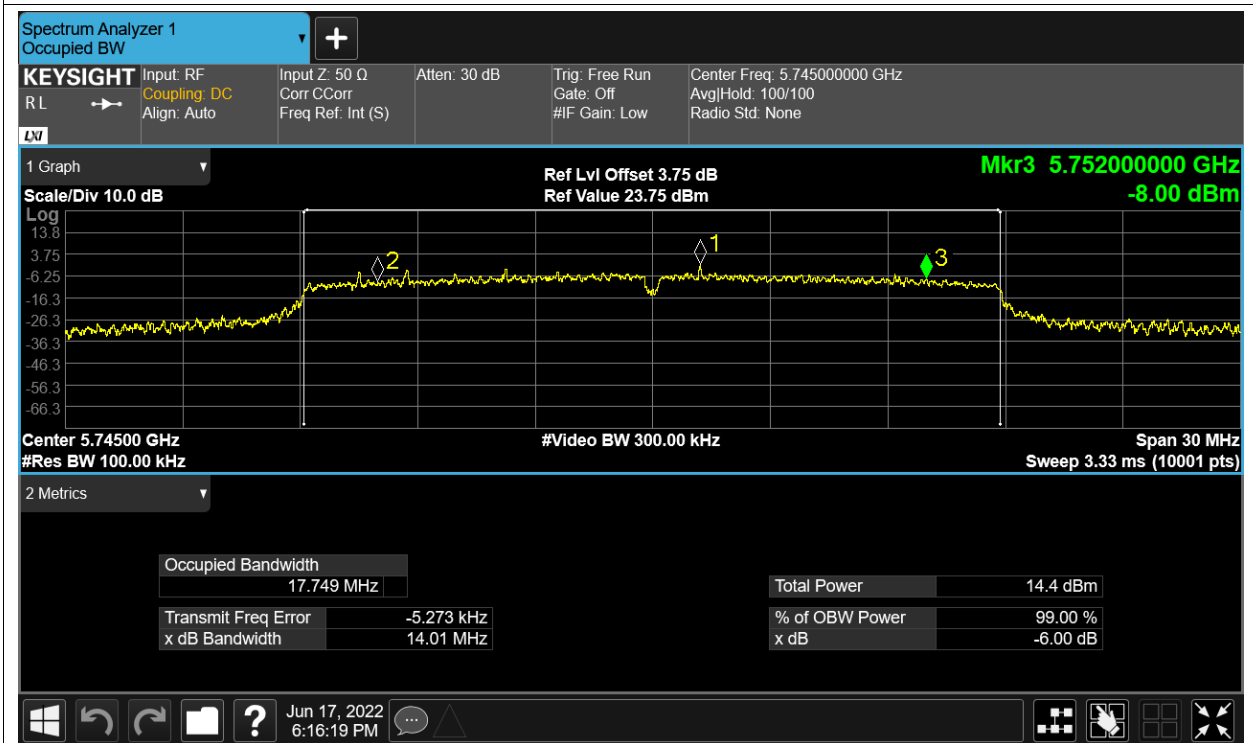 Spectrum Analyzer 1
Occupied BW
KEYSIGHT
R L
LXI
Input: RF
Coupling: DC
Align: Auto
Input Z: 50 Ω
Corr CCorr
Freq Ref: Int (S)
Atten: 30 dB
Trig: Free Run
Gate: Off
#IF Gain: Low
Center Freq: 5.745000000 GHz
Avg|Hold: 100/100
Radio Std: None
1 Graph
Scale/Div 10.0 dB
Ref Lvl Offset 3.75 dB
Ref Value 23.75 dBm
Mkr3 5.752000000 GHz
-8.00 dBm
Log
13.8
3.75
-6.25
-16.3
-26.3
-36.3
-46.3
-56.3
-66.3
2
1
3
Center 5.74500 GHz
#Video BW 300.00 kHz
Span 30 MHz
#Res BW 100.00 kHz
Sweep 3.33 ms (10001 pts)
2 Metrics
Occupied Bandwidth
17.749 MHz
Transmit Freq Error -5.273 kHz
x dB Bandwidth 14.01 MHz
Total Power 14.4 dBm
% of OBW Power 99.00 %
x dB -6.00 dB
?
Jun 17, 2022
6:16:19 PM